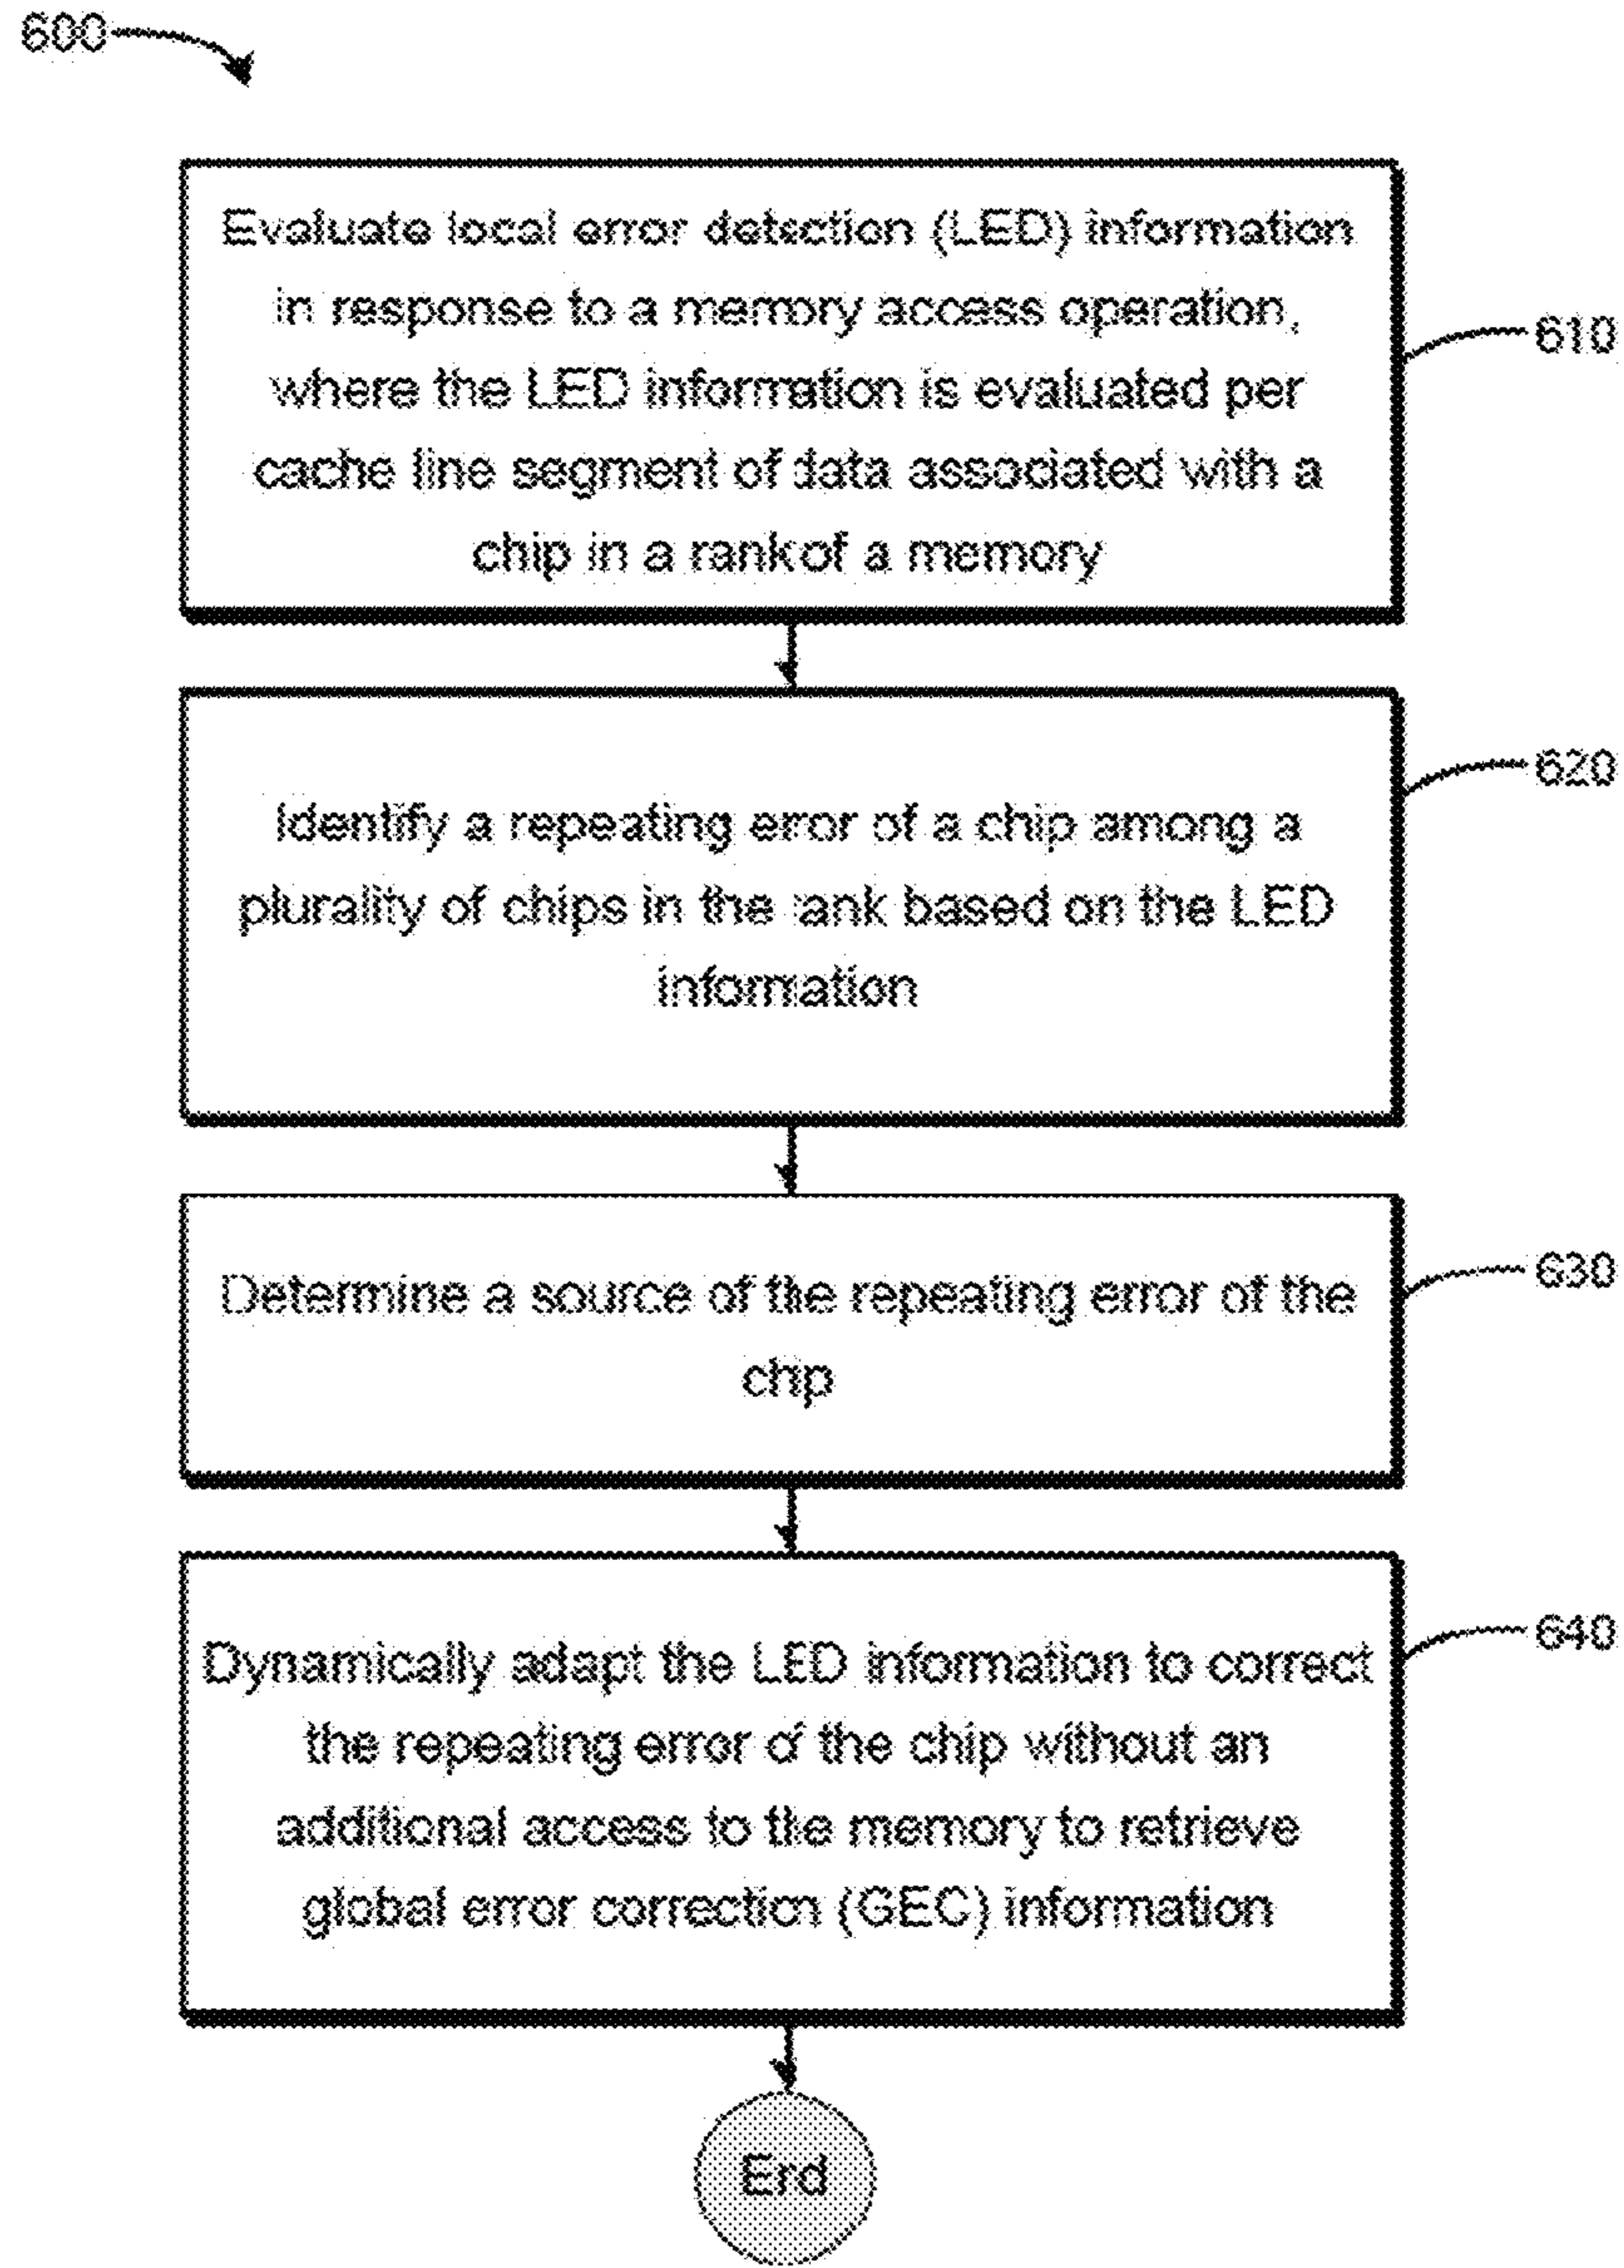 600
Evaluate local error detection (LED) information
in response to a memory access operation,
where the LED information is evaluated per
cache line segment of data associated with a
chip in a rank of a memory
610
Identify a repeating error of a chip among a
plurality of chips in the rank based on the LED
information
620
Determine a source of the repeating error of the
chip
630
Dynamically adapt the LED information to correct
the repeating error of the chip without an
additional access to the memory to retrieve
global error correction (GEC) information
640
End